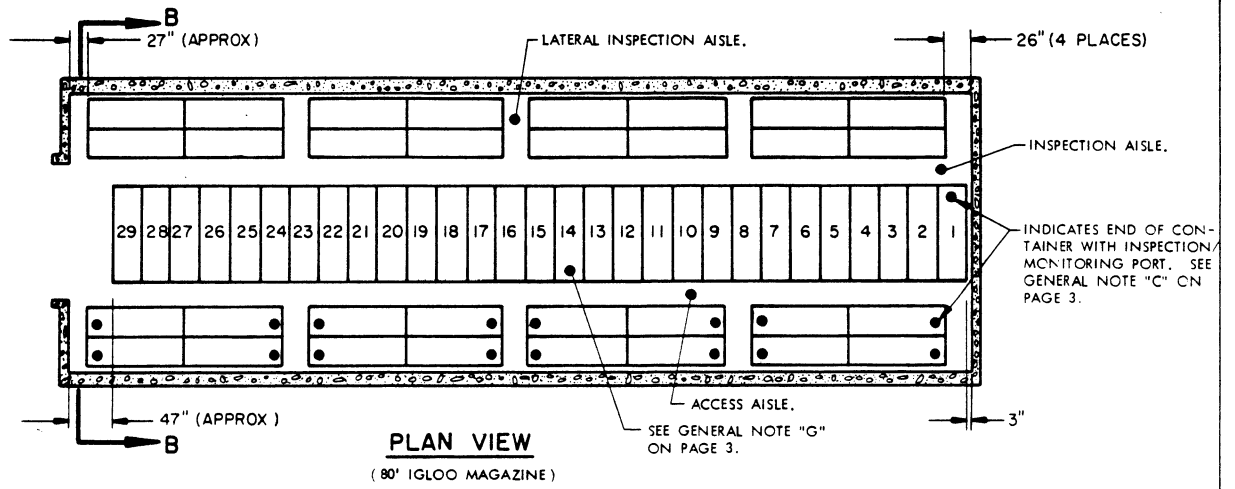 B
27" (APPROX)
LATERAL INSPECTION AISLE.
26" (4 PLACES)
INSPECTION AISLE.
29 28 27 26 25 24 23 22 21 20 19 18 17 16 15 14 13 12 11 10 9 8 7 6 5 4 3 2 1
INDICATES END OF CON-
TAINER WITH INSPECTION/
MONITORING PORT. SEE
GENERAL NOTE "C" ON
PAGE 3.
ACCESS AISLE.
47" (APPROX)
3"
B
SEE GENERAL NOTE "G"
ON PAGE 3.
PLAN VIEW
(80' IGLOO MAGAZINE)